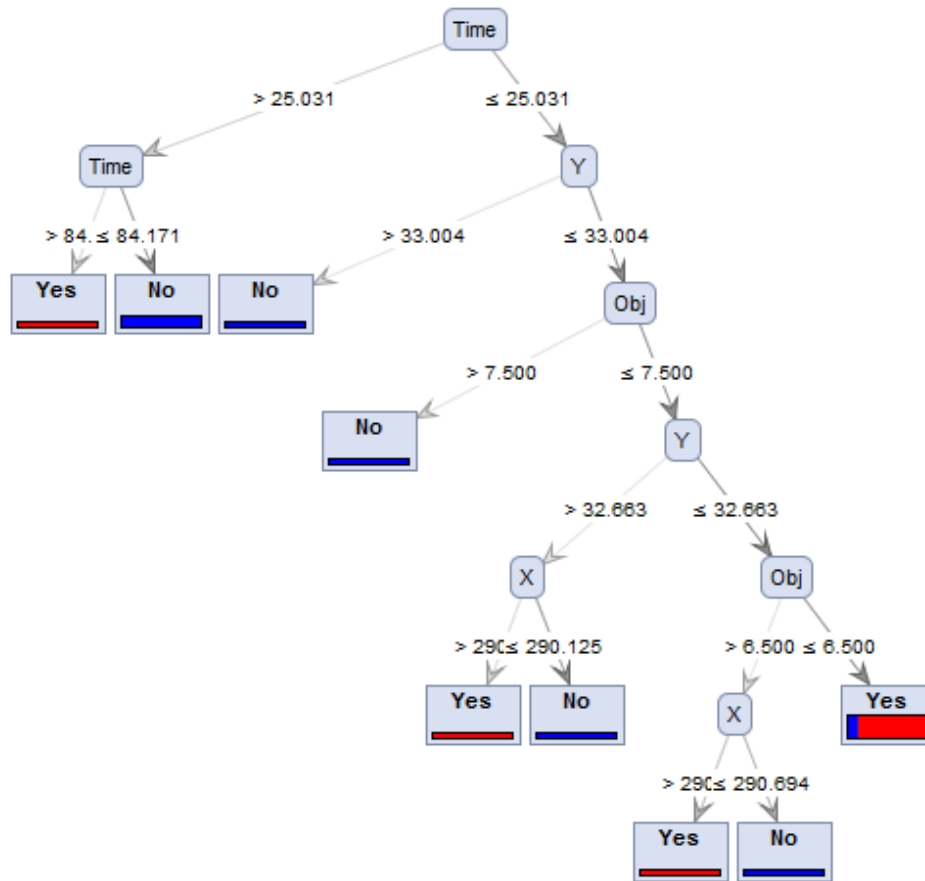 Time
> 25.031 ≤ 25.031
Time Y
> 84. ≤ 84.171 > 33.004 ≤ 33.004
Yes No No Obj
> 7.500 ≤ 7.500
No Y
> 32.663 ≤ 32.663
X Obj
> 290 ≤ 290.125 > 6.500 ≤ 6.500
Yes No X Yes
> 290 ≤ 290.694
Yes No